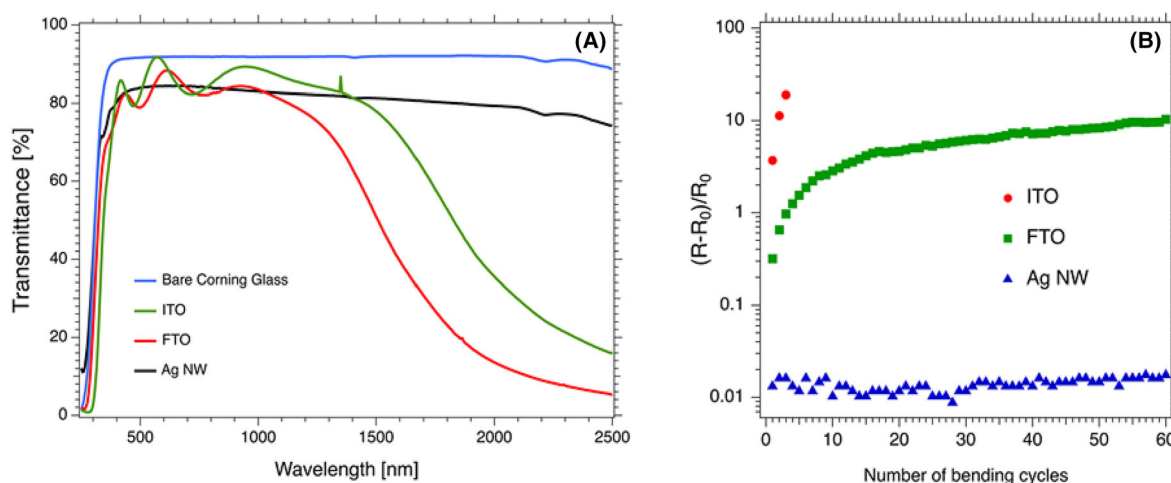 (A)
Transmittance [%]
100
80
60
40
20
0
Bare Corning Glass
ITO
FTO
Ag NW
500
1000
1500
2000
2500
Wavelength [nm]
(B)
(R-R0)/R0
100
10
1
0.1
0.01
ITO
FTO
Ag NW
0
10
20
30
40
50
60
Number of bending cycles